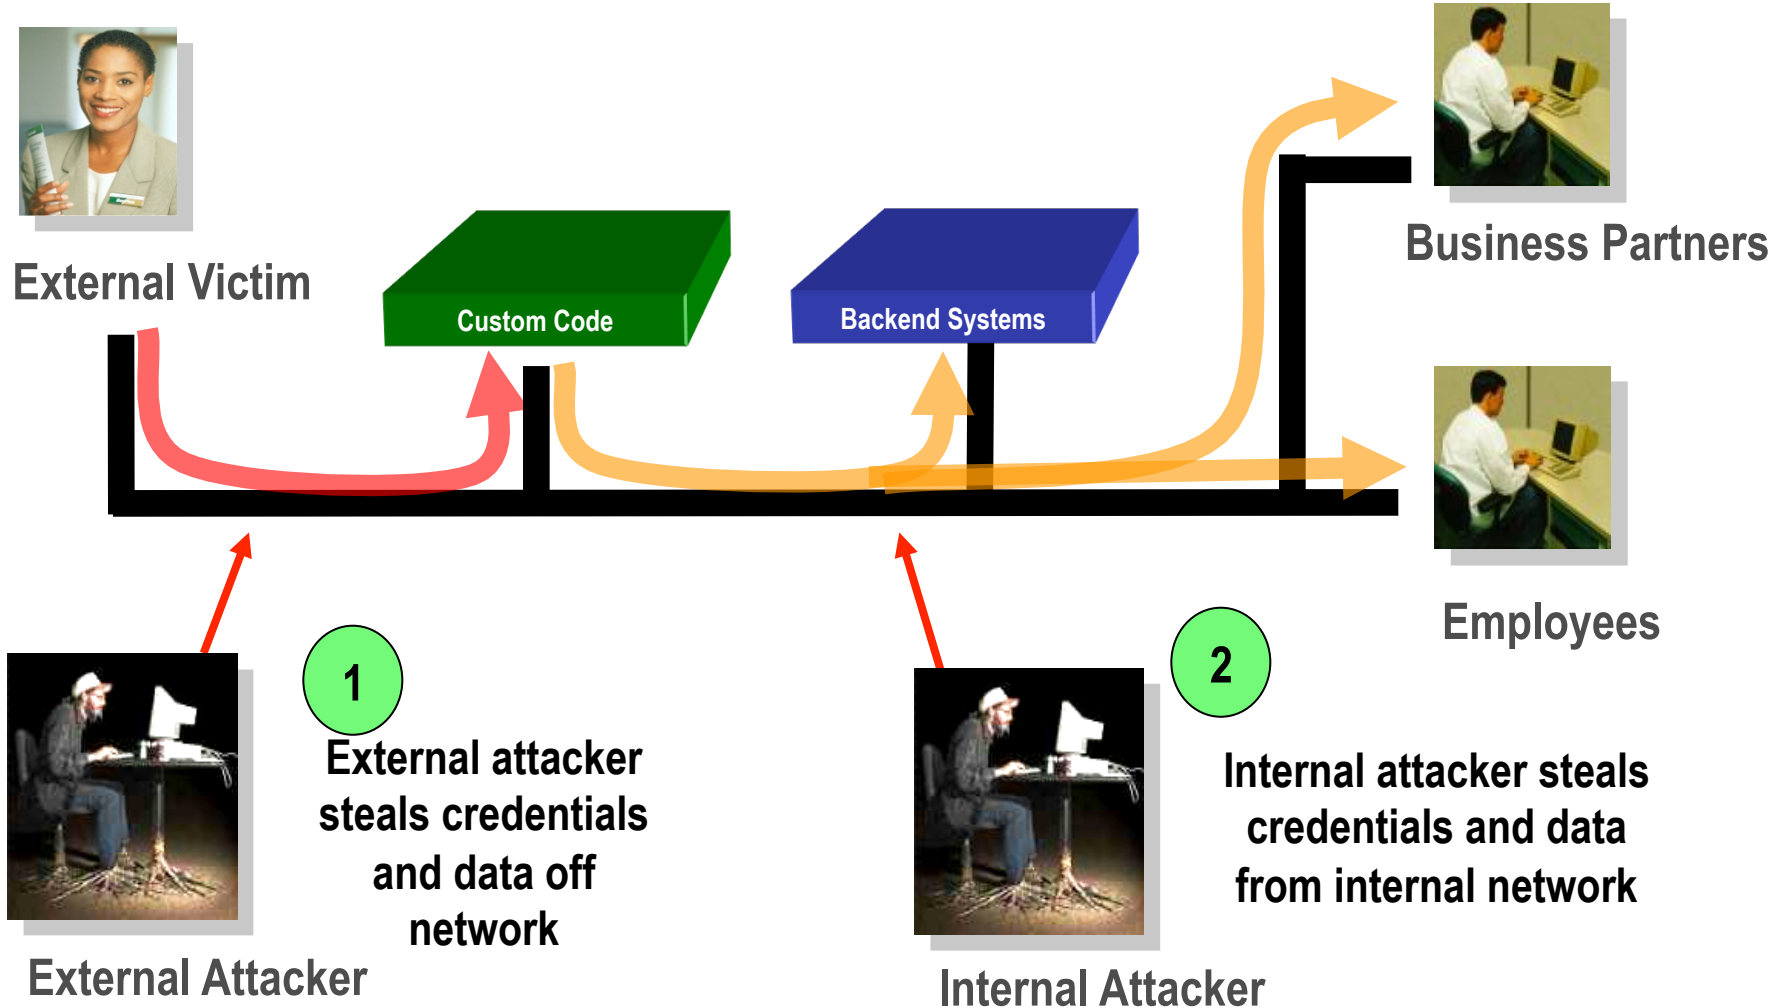 External Victim
Custom Code
Backend Systems
Business Partners
Employees
1
External attacker
steals credentials
and data off
network
External Attacker
2
Internal attacker steals
credentials and data
from internal network
Internal Attacker